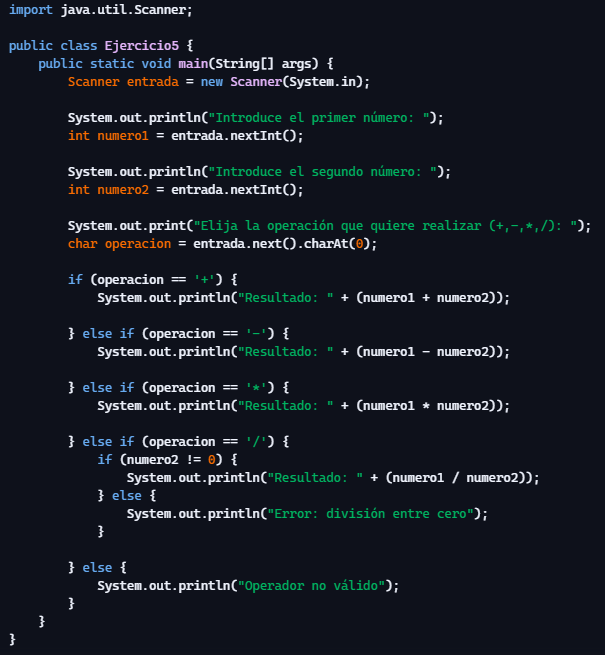 import java.util.Scanner;
public class Ejercicio5 {
public static void main(String[] args) {
Scanner entrada = new Scanner(System.in);
System.out.println("Introduce el primer número: ");
int numero1 = entrada.nextInt();
System.out.println("Introduce el segundo número: ");
int numero2 = entrada.nextInt();
System.out.print("Elija la operación que quiere realizar (+,-,*,/): ");
char operacion = entrada.next().charAt(0);
if (operacion == '+') {
System.out.println("Resultado: " + (numero1 + numero2));
} else if (operacion == '-') {
System.out.println("Resultado: " + (numero1 - numero2));
} else if (operacion == '*') {
System.out.println("Resultado: " + (numero1 * numero2));
} else if (operacion == '/') {
if (numero2 != 0) {
System.out.println("Resultado: " + (numero1 / numero2));
} else {
System.out.println("Error: división entre cero");
}
} else {
System.out.println("Operador no válido");
}
}
}